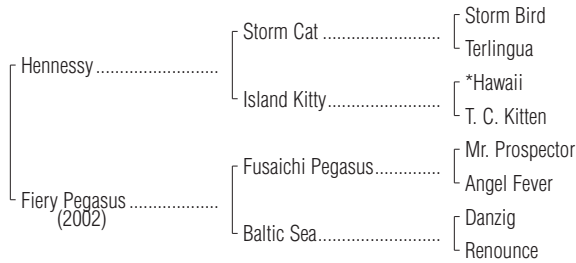 Storm Bird
Storm Cat ........................
Terlingua
Hennessy.........................
*Hawaii
Island Kitty.........................
T. C. Kitten
Mr. Prospector
Fusaichi Pegasus..............
Angel Fever
Fiery Pegasus ..................
(2002)
Danzig
Baltic Sea..........................
Renounce